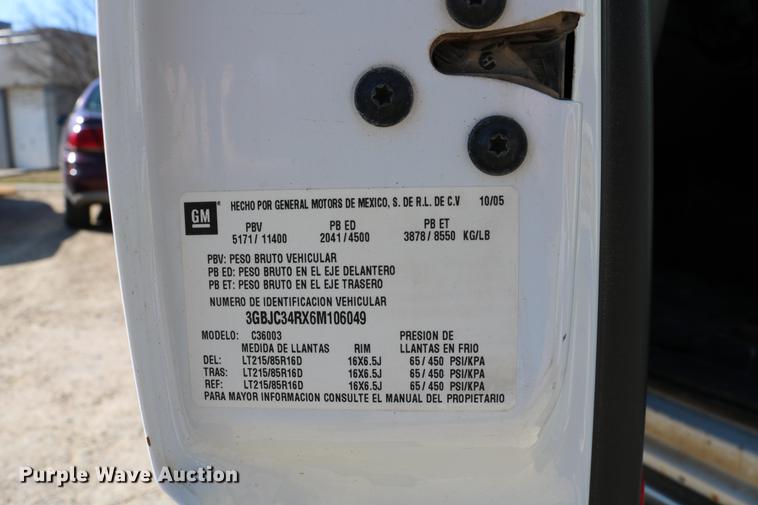 GM
HECHO POR GENERAL MOTORS DE MEXICO, S. DE R.L. DE C.V 10/05
PBV PB ED PB ET
5171/11400 2041/4500 3878/8550 KG/LB
PBV: PESO BRUTO VEHICULAR
PB ED: PESO BRUTO EN EL EJE DELANTERO
PB ET: PESO BRUTO EN EL EJE TRASERO
NUMERO DE IDENTIFICACION VEHICULAR
3GBJC34RX6M106049
MODELO: C36003 PRESION DE
MEDIDA DE LLANTAS RIM LLANTAS EN FRIO
DEL: LT215/85R16D 16X6.5J 65/450 PSI/KPA
TRAS: LT215/85R16D 16X6.5J 65/450 PSI/KPA
REF: LT215/85R16D 16X6.5J 65/450 PSI/KPA
PARA MAYOR INFORMACION CONSULTE EL MANUAL DEL PROPIETARIO
Purple Wave Auction